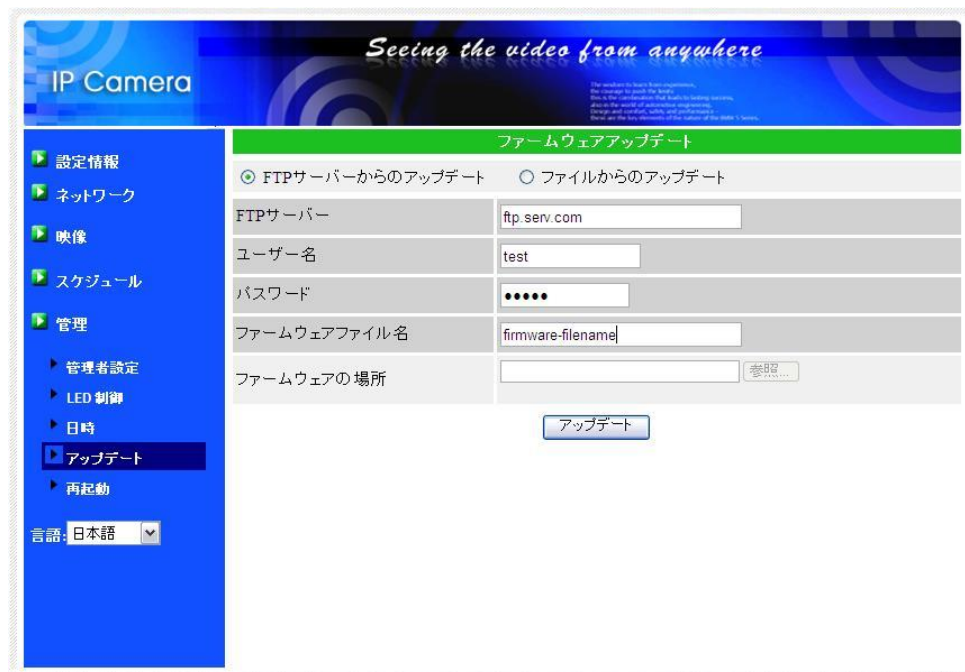 Seeing the video from anywhere
IP Camera
ファームウェアアップデート
設定情報
ネットワーク
映像
スケジュール
管理
管理者設定
LED 制御
日時
アップデート
再起動
言語: 日本語
FTPサーバーからのアップデート ファイルからのアップデート
FTPサーバー ftp.serv.com
ユーザー名 test
パスワード •••••
ファームウェアファイル名 firmware-filename
ファームウェアの場所 参照...
アップデート